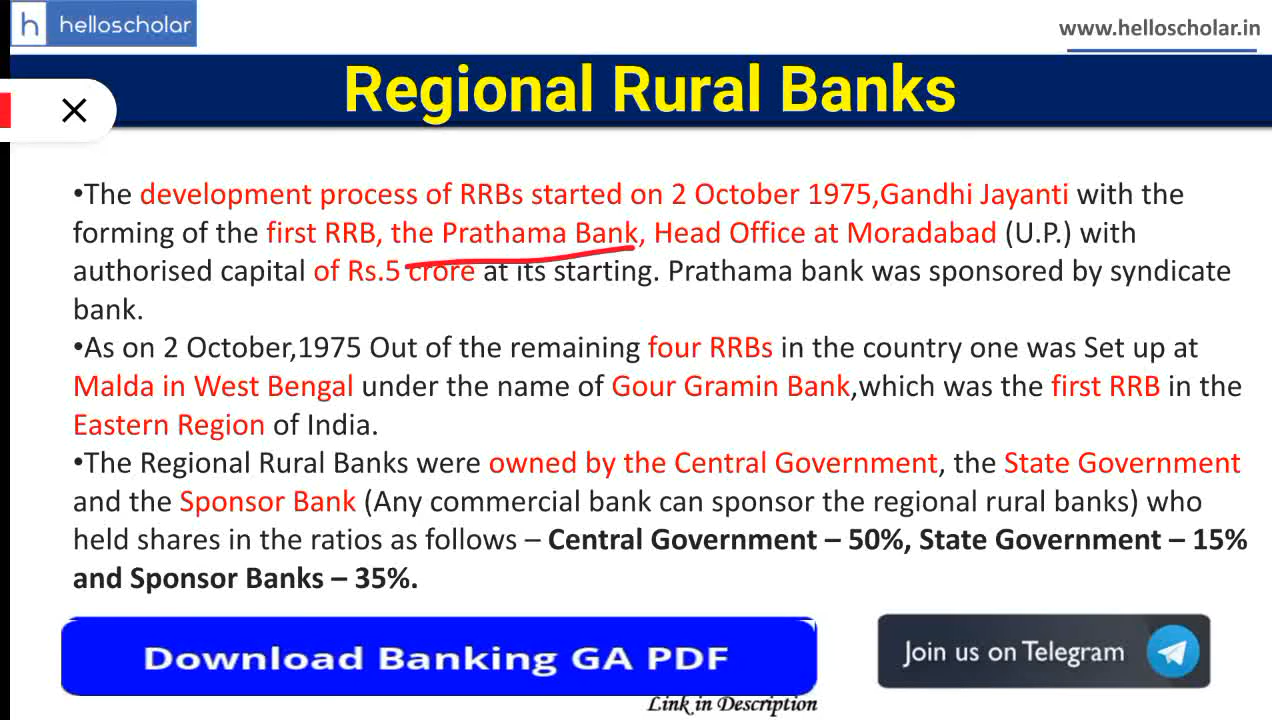 h helloscholar
www.helloscholar.in
Regional Rural Banks
•The development process of RRBs started on 2 October 1975,Gandhi Jayanti with the
forming of the first RRB, the Prathama Bank, Head Office at Moradabad (U.P.) with
authorised capital of Rs.5 crore at its starting. Prathama bank was sponsored by syndicate
bank.
•As on 2 October,1975 Out of the remaining four RRBs in the country one was Set up at
Malda in West Bengal under the name of Gour Gramin Bank,which was the first RRB in the
Eastern Region of India.
•The Regional Rural Banks were owned by the Central Government, the State Government
and the Sponsor Bank (Any commercial bank can sponsor the regional rural banks) who
held shares in the ratios as follows – Central Government – 50%, State Government – 15%
and Sponsor Banks – 35%.
Download Banking GA PDF
Join us on Telegram
Link in Description